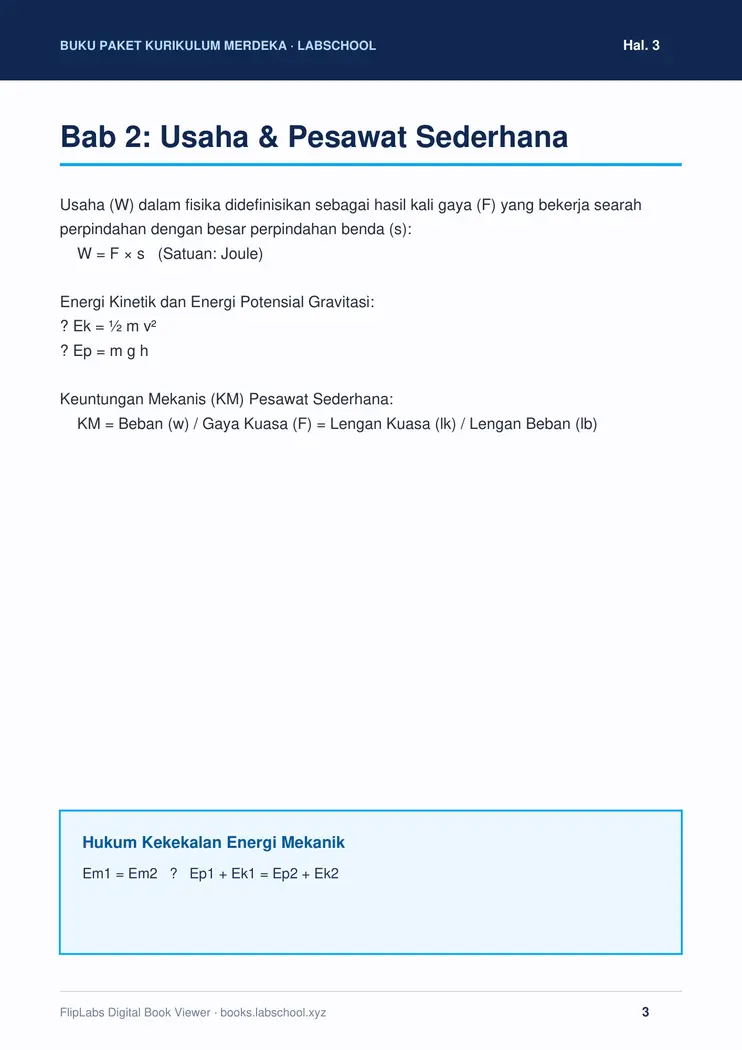 BUKU PAKET KURIKULUM MERDEKA · LABSCHOOL
Hal. 3
Bab 2: Usaha & Pesawat Sederhana
Usaha (W) dalam fisika didefinisikan sebagai hasil kali gaya (F) yang bekerja searah
perpindahan dengan besar perpindahan benda (s):
W = F × s (Satuan: Joule)
Energi Kinetik dan Energi Potensial Gravitasi:
? Ek = ½ m v²
? Ep = m g h
Keuntungan Mekanis (KM) Pesawat Sederhana:
KM = Beban (w) / Gaya Kuasa (F) = Lengan Kuasa (lk) / Lengan Beban (lb)
Hukum Kekekalan Energi Mekanik
Em1 = Em2 ? Ep1 + Ek1 = Ep2 + Ek2
FlipLabs Digital Book Viewer · books.labschool.xyz
3